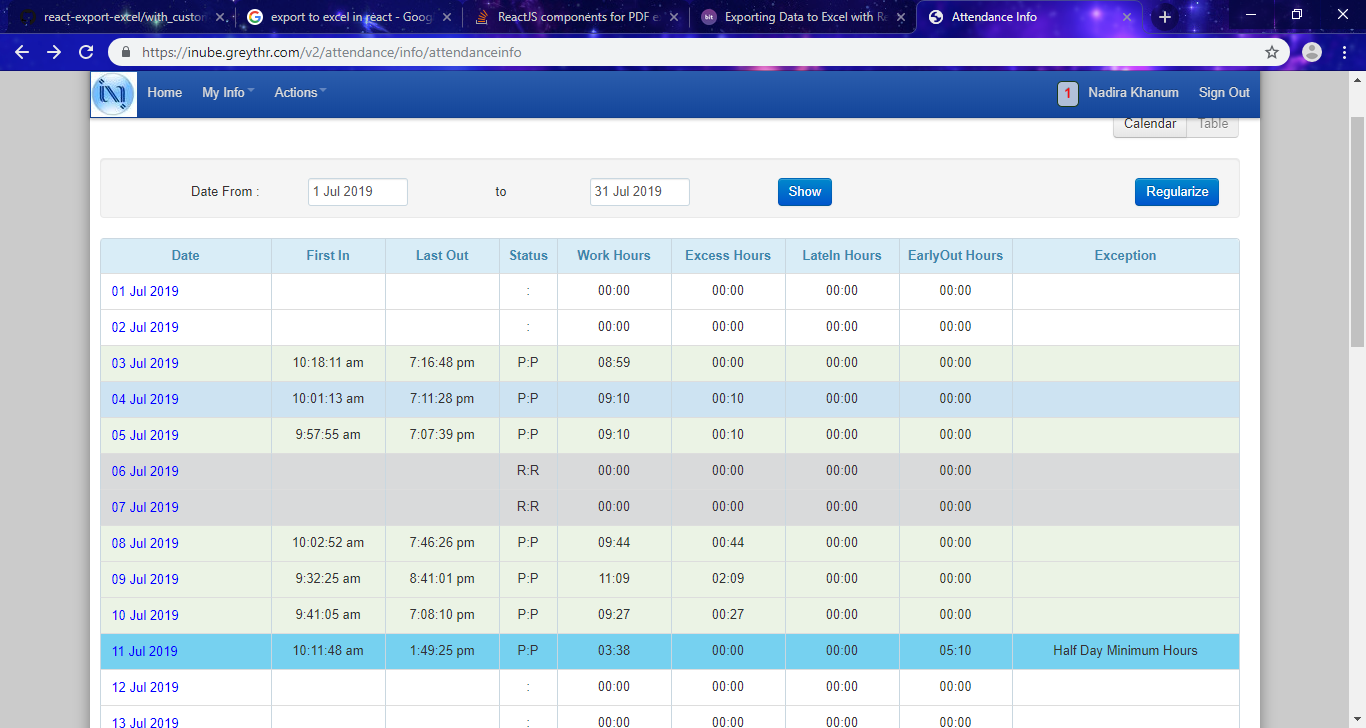 react-export-excel/with_custom
export to excel in react - Goog
ReactJS components for PDF e
bit
Exporting Data to Excel with Re
Attendance Info
https://inube.greythr.com/v2/attendance/info/attendanceinfo
Home My Info Actions 1 Nadira Khanum Sign Out
Calendar Table
Date From : 1 Jul 2019 to 31 Jul 2019 Show Regularize
Date First In Last Out Status Work Hours Excess Hours LateIn Hours EarlyOut Hours Exception
01 Jul 2019 : 00:00 00:00 00:00 00:00
02 Jul 2019 : 00:00 00:00 00:00 00:00
03 Jul 2019 10:18:11 am 7:16:48 pm P:P 08:59 00:00 00:00 00:00
04 Jul 2019 10:01:13 am 7:11:28 pm P:P 09:10 00:10 00:00 00:00
05 Jul 2019 9:57:55 am 7:07:39 pm P:P 09:10 00:10 00:00 00:00
06 Jul 2019 R:R 00:00 00:00 00:00 00:00
07 Jul 2019 R:R 00:00 00:00 00:00 00:00
08 Jul 2019 10:02:52 am 7:46:26 pm P:P 09:44 00:44 00:00 00:00
09 Jul 2019 9:32:25 am 8:41:01 pm P:P 11:09 02:09 00:00 00:00
10 Jul 2019 9:41:05 am 7:08:10 pm P:P 09:27 00:27 00:00 00:00
11 Jul 2019 10:11:48 am 1:49:25 pm P:P 03:38 00:00 00:00 05:10 Half Day Minimum Hours
12 Jul 2019 : 00:00 00:00 00:00 00:00
13 Jul 2019 : 00:00 00:00 00:00 00:00